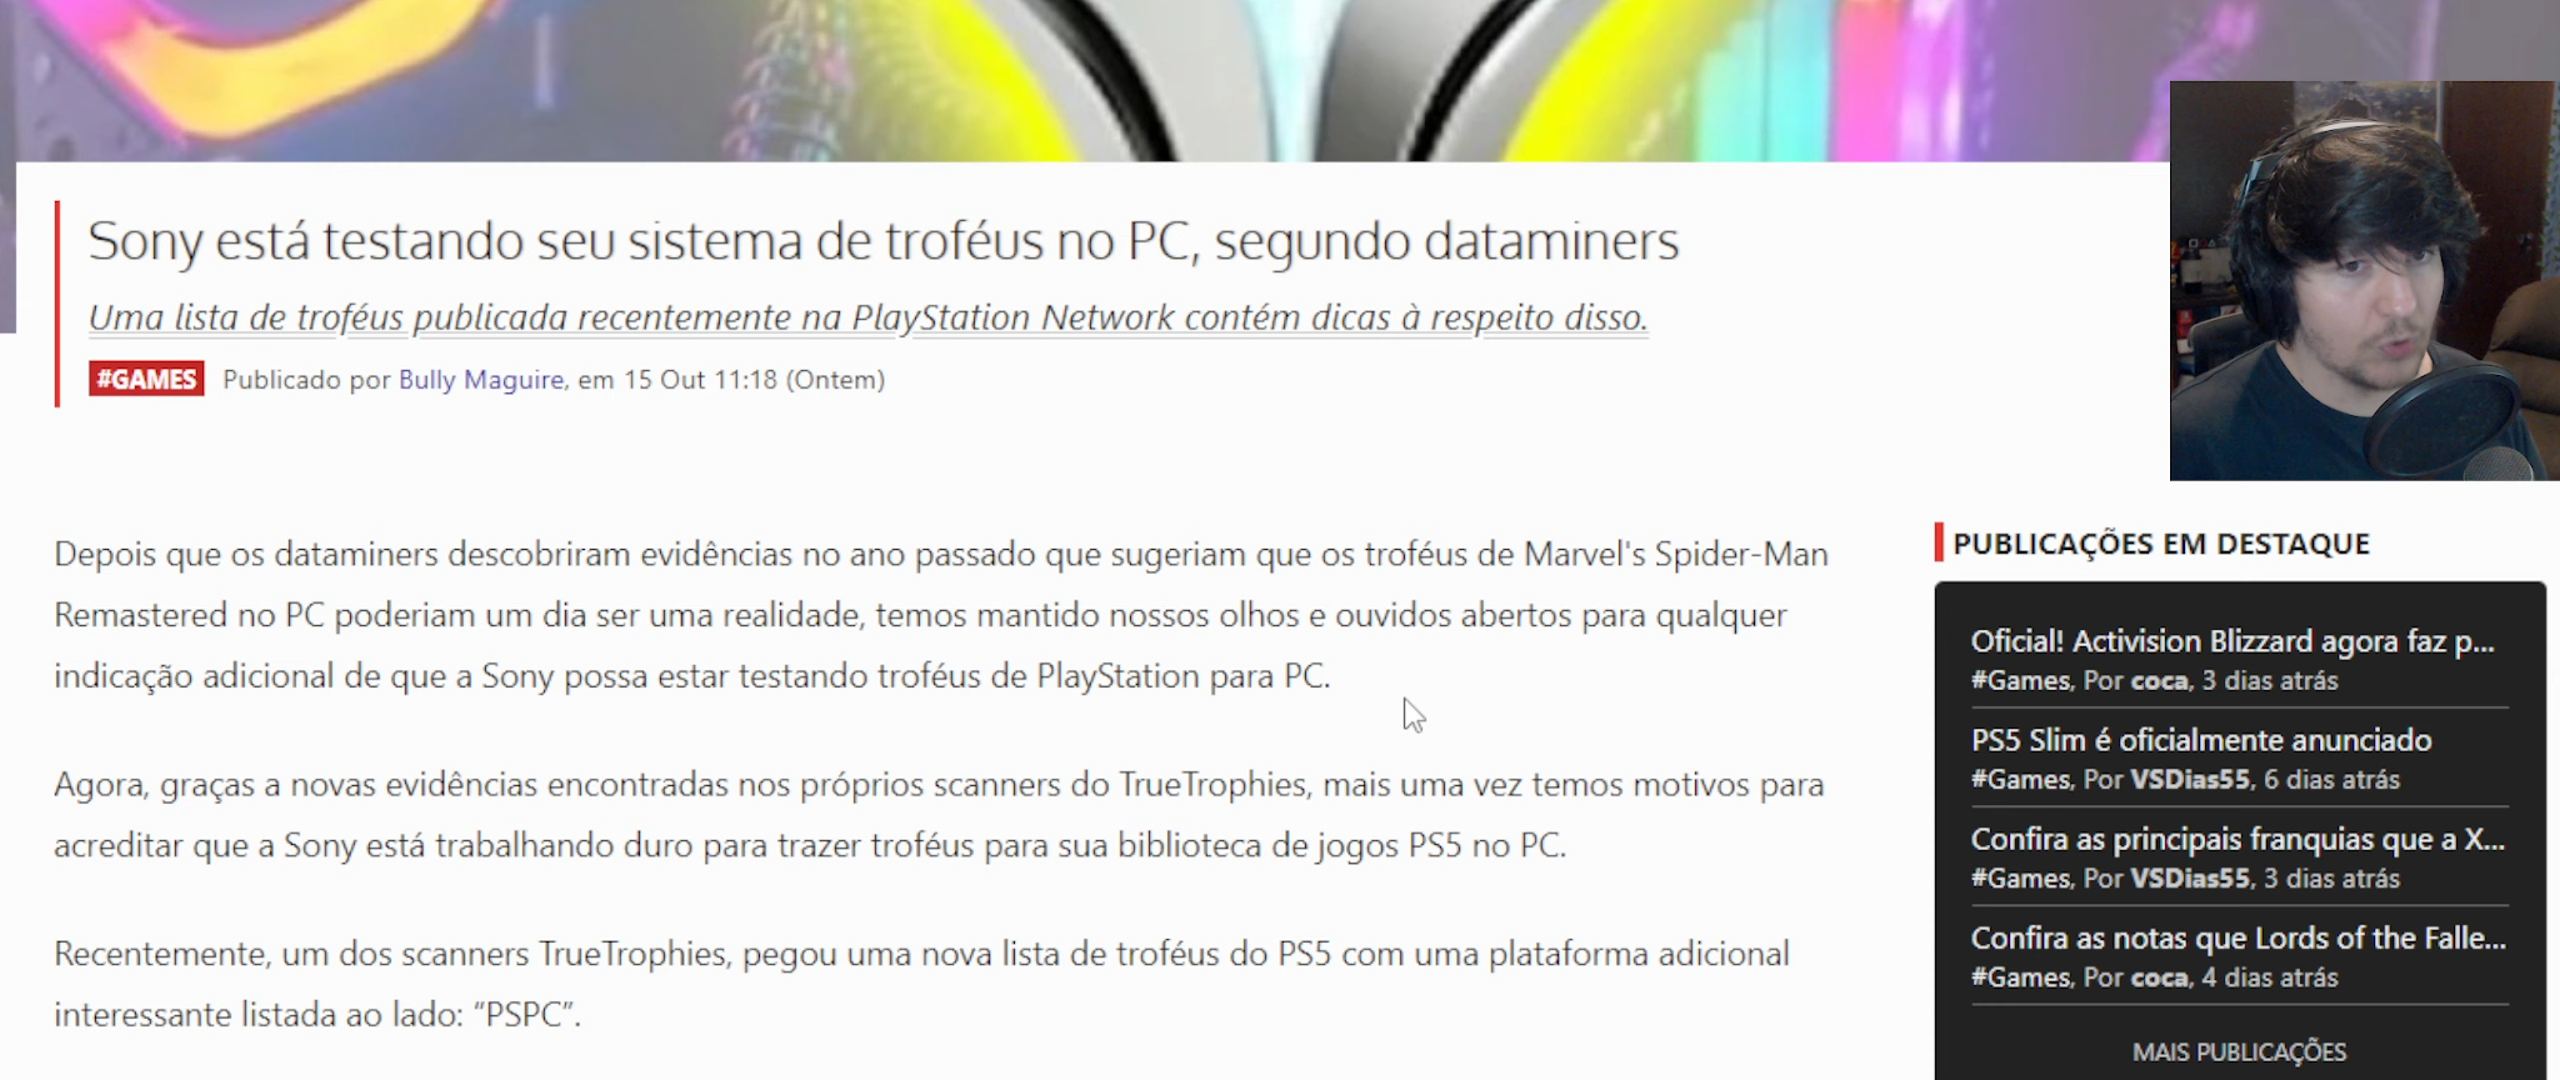 Sony está testando seu sistema de troféus no PC, segundo dataminers
Uma lista de troféus publicada recentemente na PlayStation Network contém dicas à respeito disso.
#GAMES Publicado por Bully Maguire, em 15 Out 11:18 (Ontem)
Depois que os dataminers descobriram evidências no ano passado que sugeriam que os troféus de Marvel's Spider-Man
Remastered no PC poderiam um dia ser uma realidade, temos mantido nossos olhos e ouvidos abertos para qualquer
indicação adicional de que a Sony possa estar testando troféus de PlayStation para PC.
Agora, graças a novas evidências encontradas nos próprios scanners do TrueTrophies, mais uma vez temos motivos para
acreditar que a Sony está trabalhando duro para trazer troféus para sua biblioteca de jogos PS5 no PC.
Recentemente, um dos scanners TrueTrophies, pegou uma nova lista de troféus do PS5 com uma plataforma adicional
interessante listada ao lado: “PSPC”.
PUBLICAÇÕES EM DESTAQUE
Oficial! Activision Blizzard agora faz p...
#Games, Por coca, 3 dias atrás
PS5 Slim é oficialmente anunciado
#Games, Por VSDias55, 6 dias atrás
Confira as principais franquias que a X...
#Games, Por VSDias55, 3 dias atrás
Confira as notas que Lords of the Falle...
#Games, Por coca, 4 dias atrás
MAIS PUBLICAÇÕES